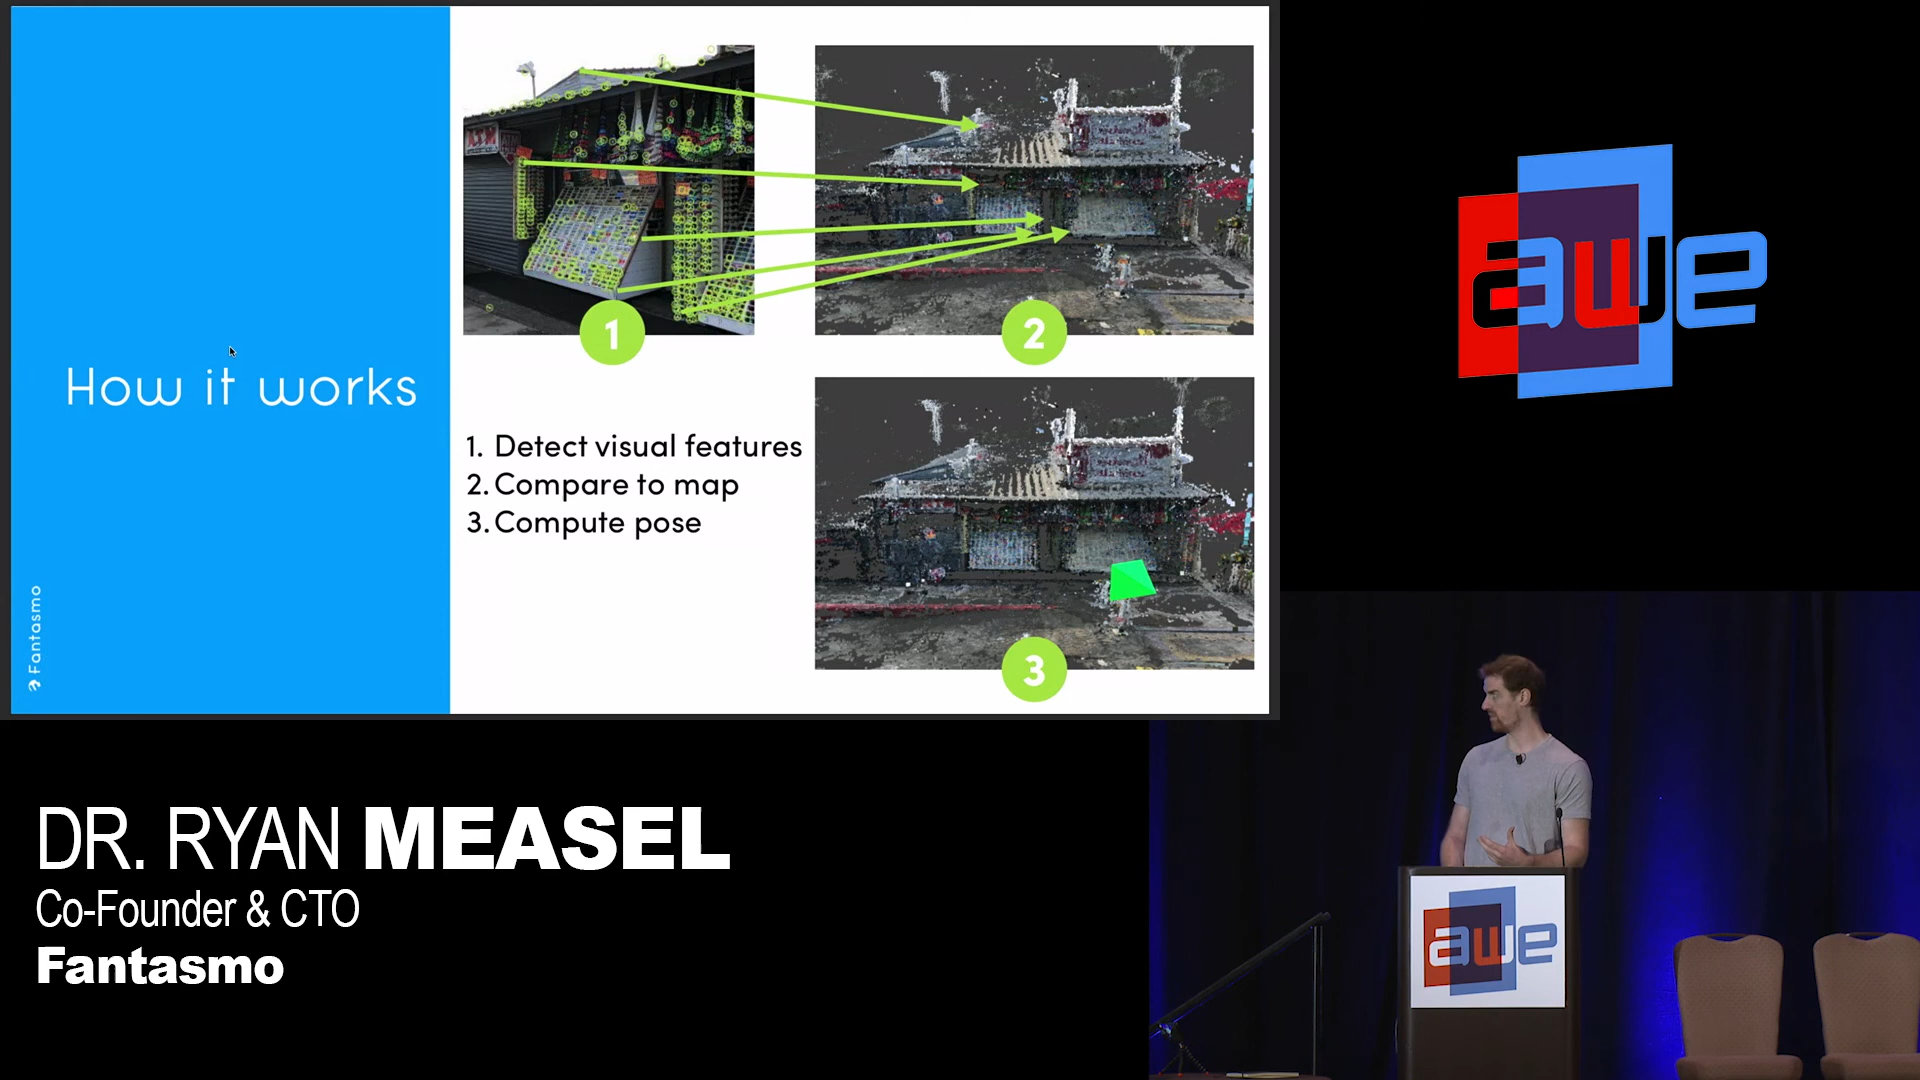 How it works
Fantasmo
1
2
1. Detect visual features
2. Compare to map
3. Compute pose
3
awe
DR. RYAN MEASEL
Co-Founder & CTO
Fantasmo
awe